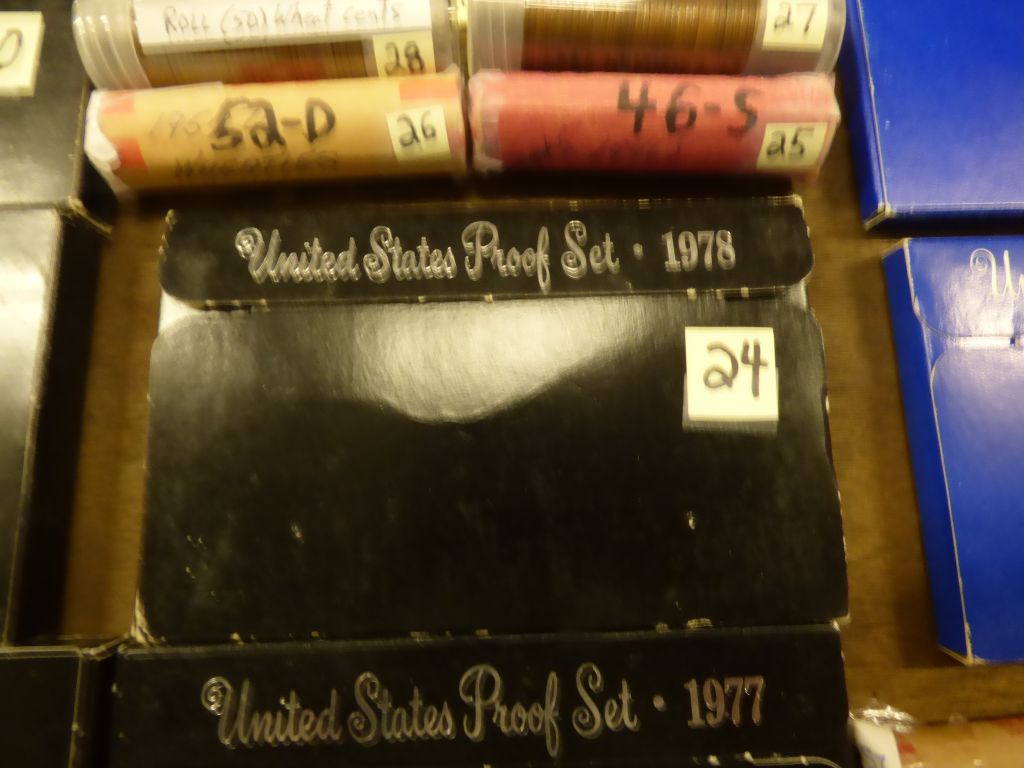 Roll (50) Wheat cents
28
27
0
52-D
26
46-S
25
United States Proof Set • 1978
24
United States Proof Set • 1977